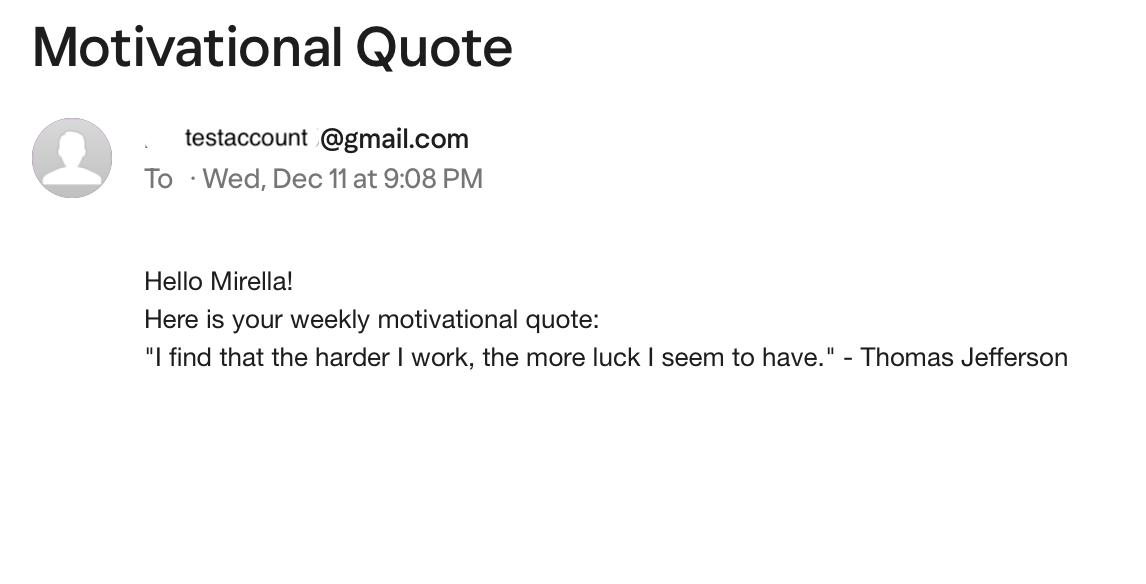 Motivational Quote
testaccount @gmail.com
To · Wed, Dec 11 at 9:08 PM
Hello Mirella!
Here is your weekly motivational quote:
"I find that the harder I work, the more luck I seem to have." - Thomas Jefferson